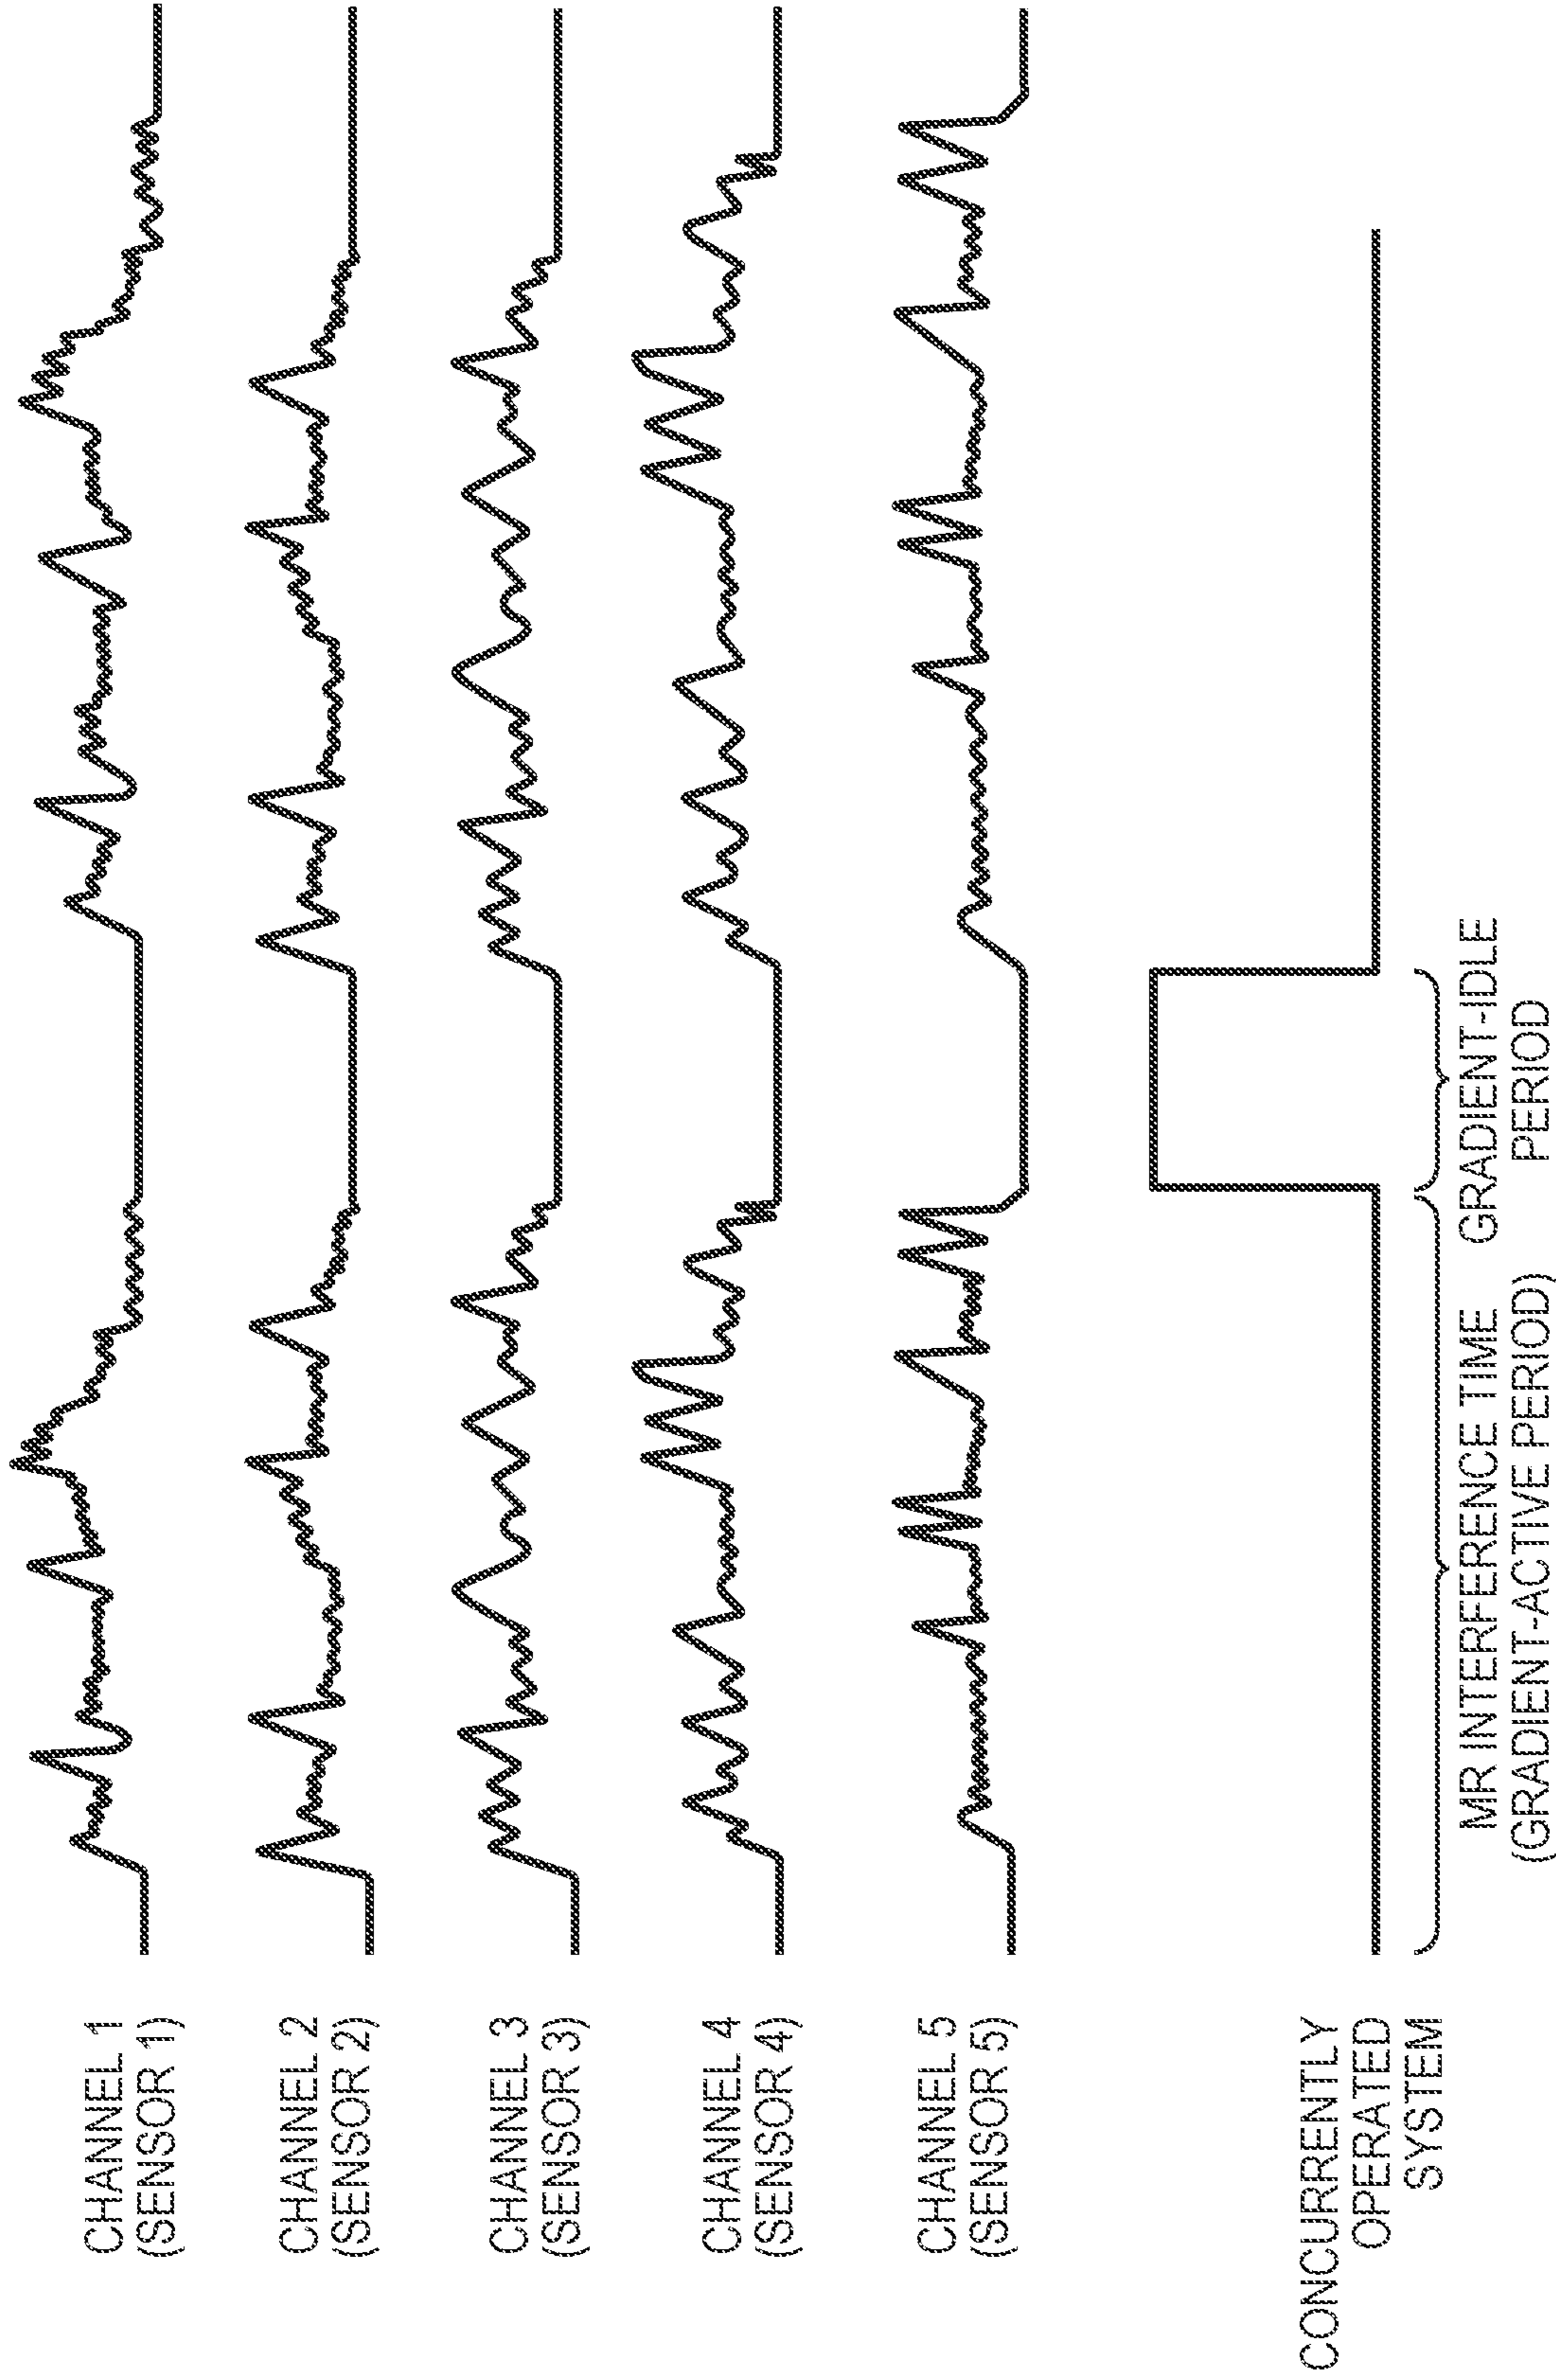 CHANNEL 1
(SENSOR 1)
CHANNEL 2
(SENSOR 2)
CHANNEL 3
(SENSOR 3)
CHANNEL 4
(SENSOR 4)
CHANNEL 5
(SENSOR 5)
CONCURRENTLY
OPERATED
SYSTEM
MR INTERFERENCE TIME
(GRADIENT-ACTIVE PERIOD)
GRADIENT-IDLE
PERIOD